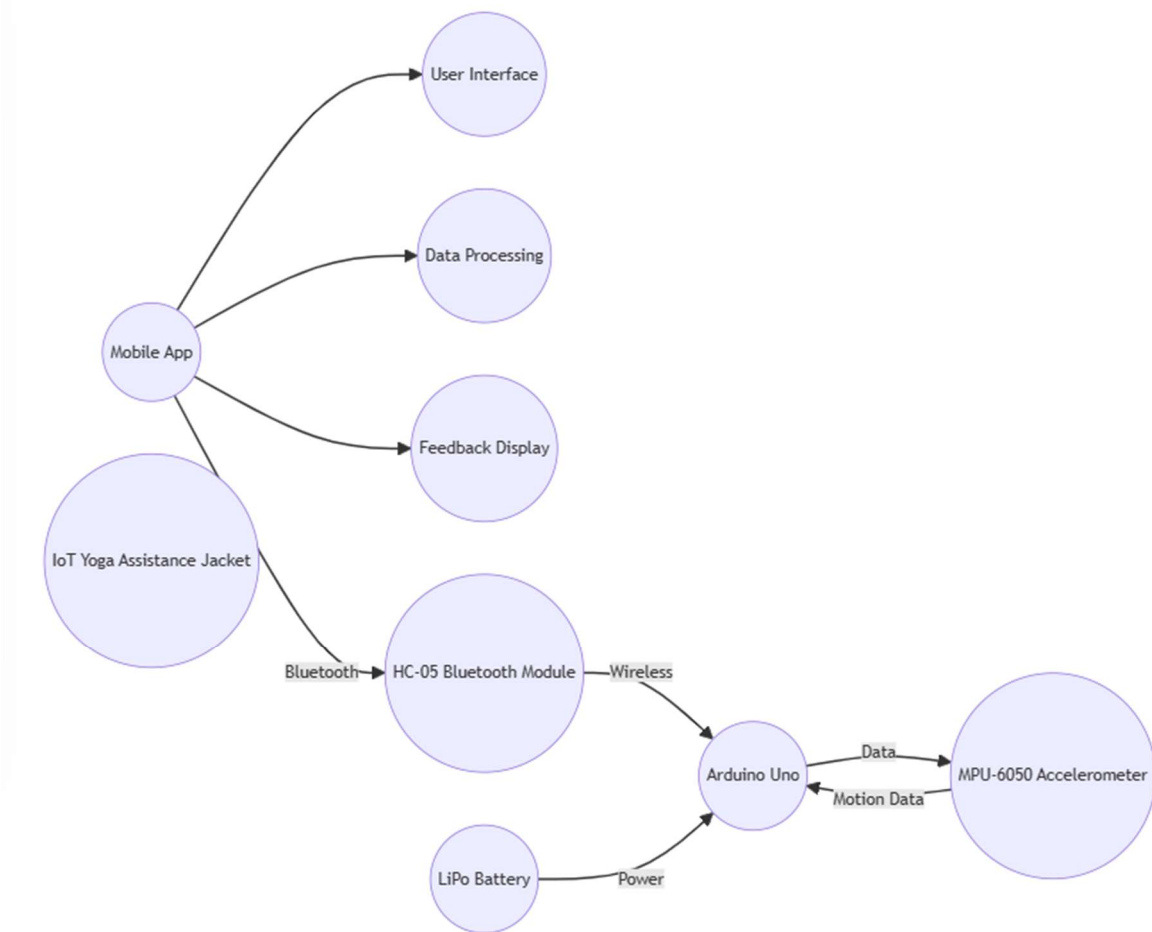 User Interface
Data Processing
Mobile App
Feedback Display
IoT Yoga Assistance Jacket
Bluetooth
HC-05 Bluetooth Module
Wireless
Data
Arduino Uno
MPU-6050 Accelerometer
Motion Data
LiPo Battery
Power